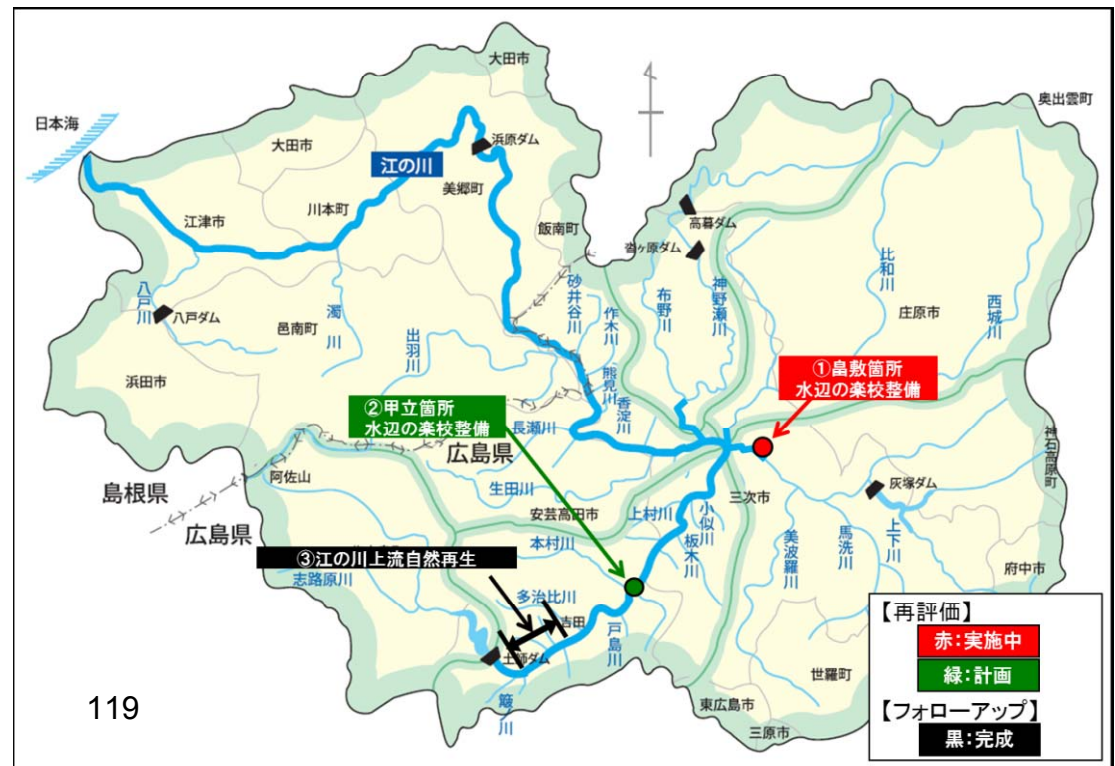 大田市
奥出雲町
日本海
大田市
浜原ダム
江の川
美郷町
高暮ダム
江津市
川本町
飯南町
沓ヶ原ダム
比和川
砂井谷川
布野川
神野瀬川
西城川
八戸川
八戸ダム
濁川
作木川
庄原市
邑南町
出羽川
浜田市
熊見川
①畠敷箇所
水辺の楽校整備
②甲立箇所
水辺の楽校整備
香淀川
長瀬川
広島県
神石高原町
阿佐山
生田川
三次市
灰塚ダム
島根県
安芸高田市
上村川
小似川
広島県
本村川
板木川
美波羅川
馬洗川
上下川
③江の川上流自然再生
志路原川
府中市
多治比川
吉田
土師ダム
戸島川
世羅町
簸ノ川
東広島市
三原市
119
【再評価】
赤：実施中
緑：計画
【フォローアップ】
黒：完成